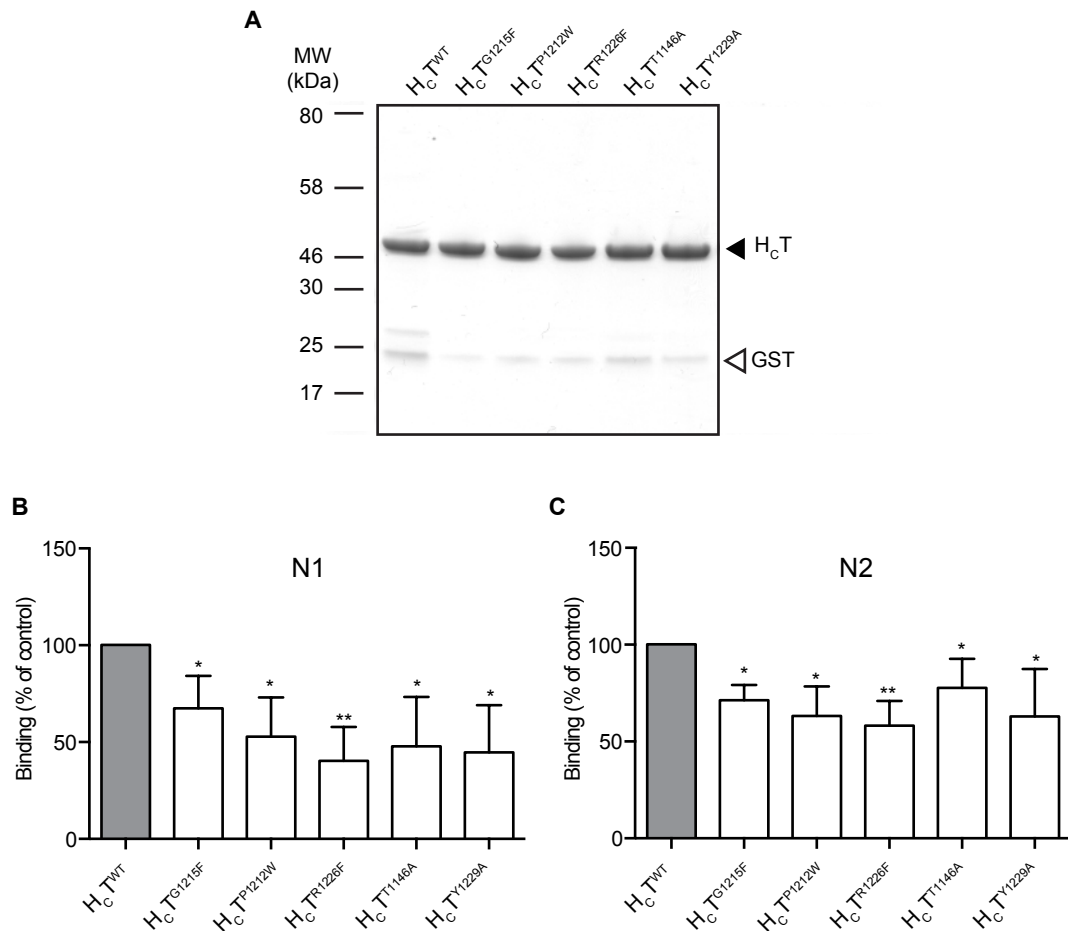 A
MW
(kDa)
HCTWT
HCTG1215F
HCTP1212W
HCTR1226F
HCTT1146A
HCTY1229A
80
58
46
30
25
17
HCT
GST
B
N1
Binding (% of control)
150
100
50
0
*
*
**
*
*
HCTWT
HCTG1215F
HCTP1212W
HCTR1226F
HCTT1146A
HCTY1229A
C
N2
Binding (% of control)
150
100
50
0
*
*
**
*
*
HCTWT
HCTG1215F
HCTP1212W
HCTR1226F
HCTT1146A
HCTY1229A